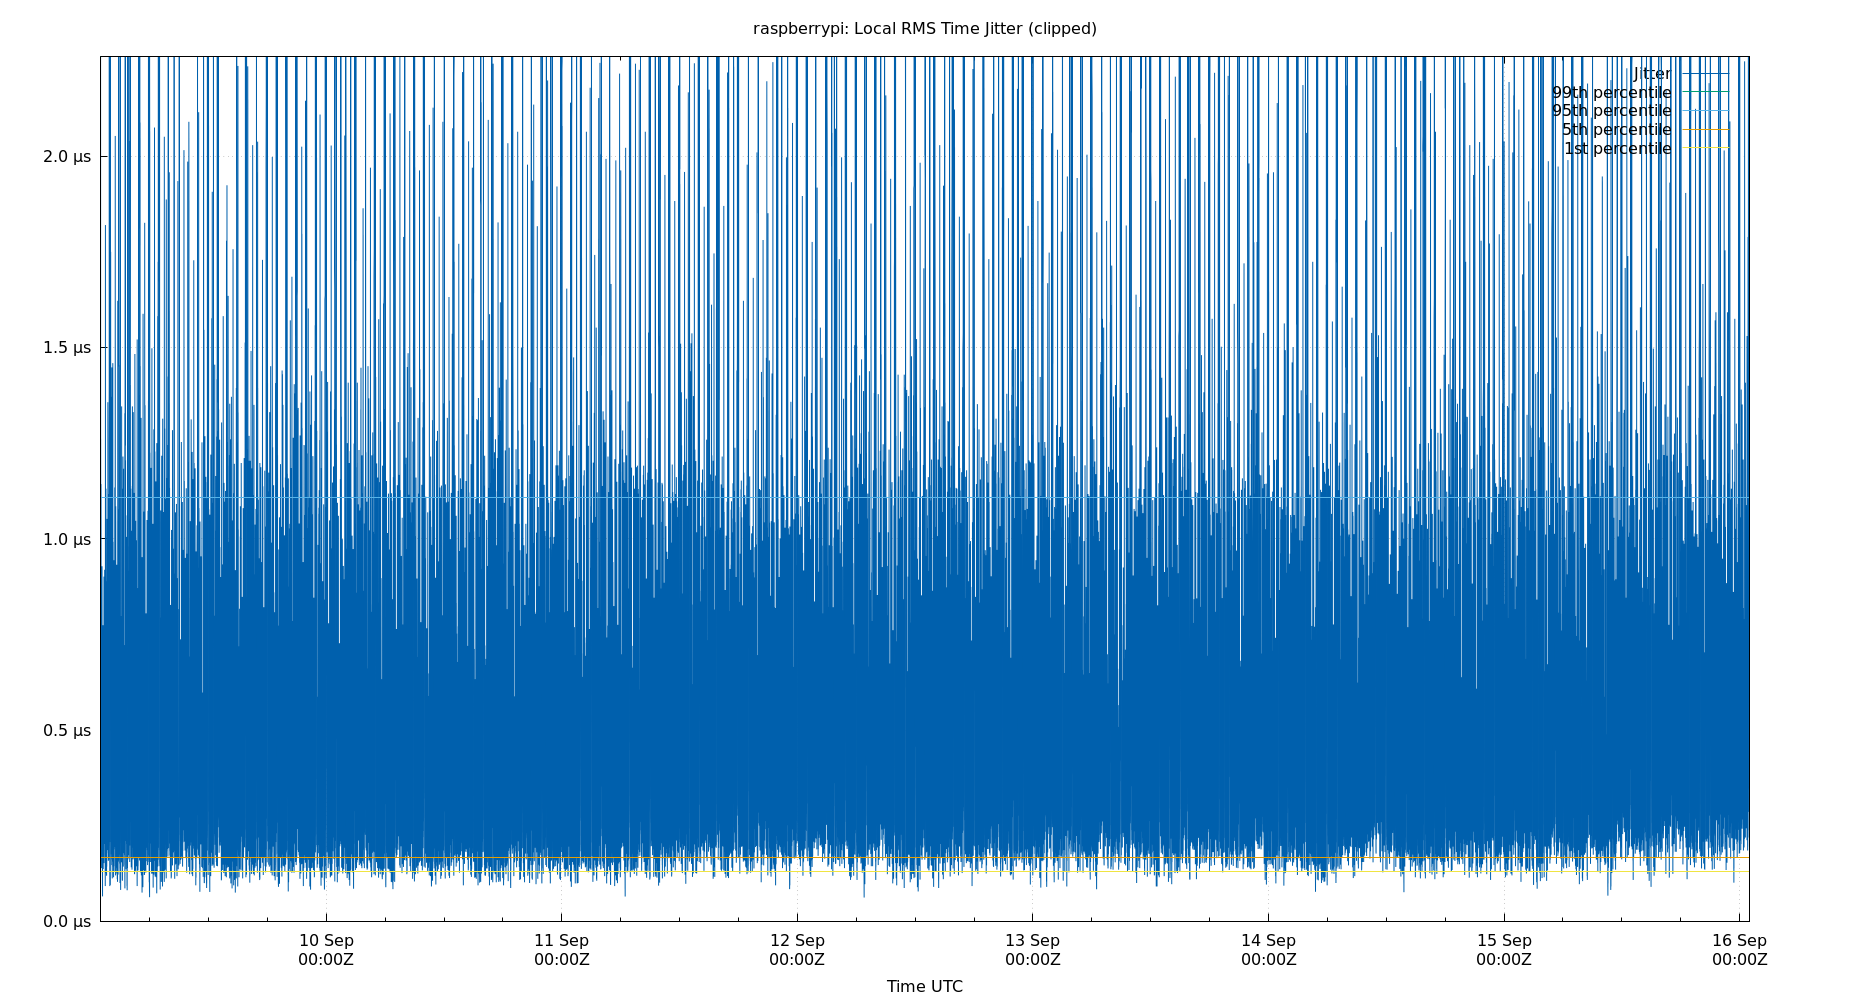 raspberrypi: Local RMS Time Jitter (clipped)
Jitter
99th percentile
95th percentile
5th percentile
1st percentile
2.0 μs
1.5 μs
1.0 μs
0.5 μs
0.0 μs
10 Sep 11 Sep 12 Sep 13 Sep 14 Sep 15 Sep 16 Sep
00:00Z 00:00Z 00:00Z 00:00Z 00:00Z 00:00Z 00:00Z
Time UTC